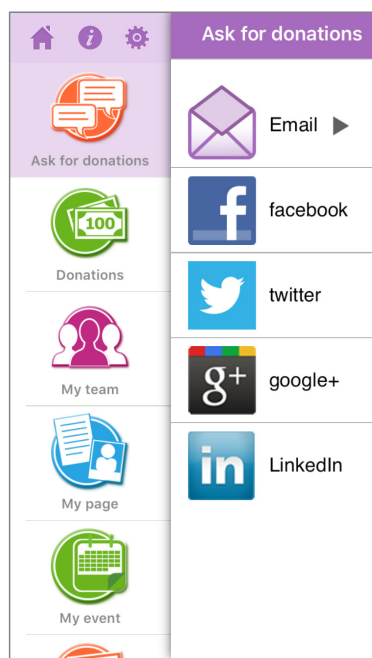 Ask for donations
100
Donations
My team
My page
My event
Ask for donations
Email
f
facebook
twitter
g+
google+
in
LinkedIn